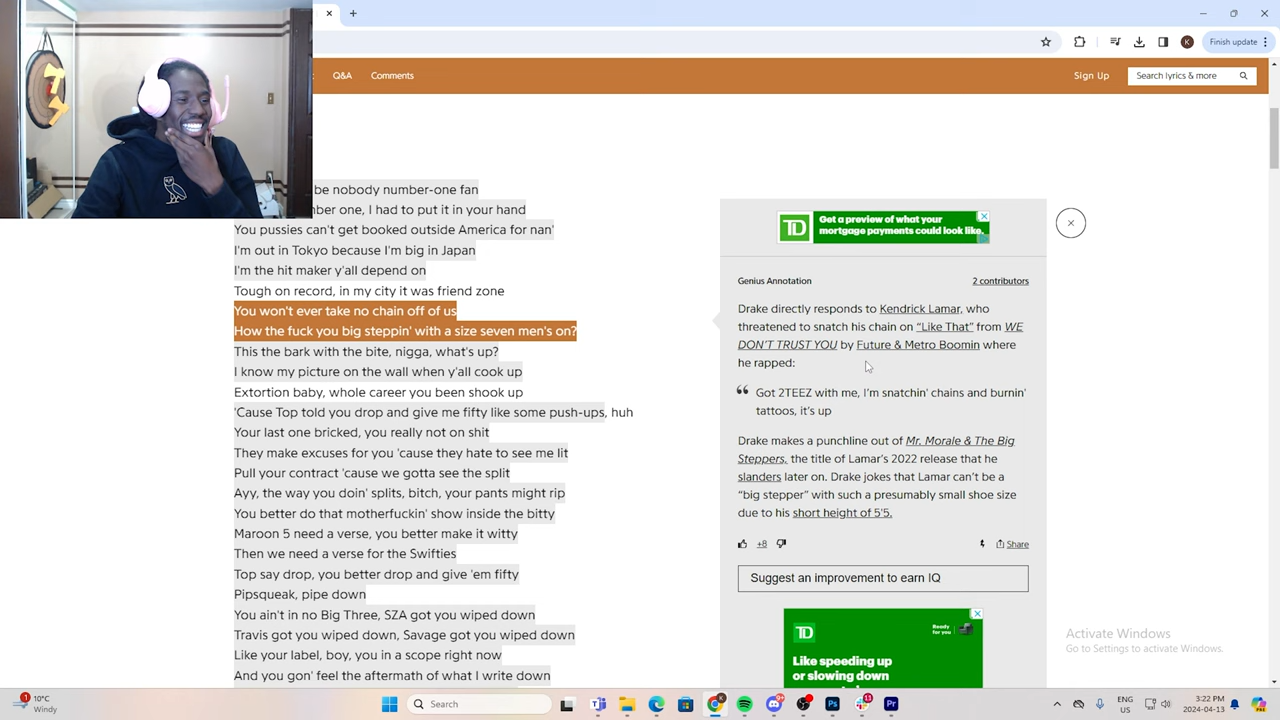 Finish update
Q&A
Comments
Sign Up
Search lyrics & more
be nobody number-one fan
ber one, I had to put it in your hand
You pussies can't get booked outside America for nan'
I'm out in Tokyo because I'm big in Japan
I'm the hit maker y'all depend on
Tough on record, in my city it was friend zone
You won't ever take no chain off of us
How the fuck you big steppin' with a size seven men's on?
This the bark with the bite, nigga, what's up?
I know my picture on the wall when y'all cook up
Extortion baby, whole career you been shook up
'Cause Top told you drop and give me fifty like some push-ups, huh
Your last one bricked, you really not on shit
They make excuses for you 'cause they hate to see me lit
Pull your contract 'cause we gotta see the split
Ayy, the way you doin' splits, bitch, your pants might rip
You better do that motherfuckin' show inside the bitty
Maroon 5 need a verse, you better make it witty
Then we need a verse for the Swifties
Top say drop, you better drop and give 'em fifty
Pipsqueak, pipe down
You ain't in no Big Three, SZA got you wiped down
Travis got you wiped down, Savage got you wiped down
Like your label, boy, you in a scope right now
And you gon' feel the aftermath of what I write down
TD
Get a preview of what your
mortgage payments could look like.
Genius Annotation
2 contributors
Drake directly responds to Kendrick Lamar, who
threatened to snatch his chain on “Like That” from WE
DON'T TRUST YOU by Future & Metro Boomin where
he rapped:
Got 2TEEZ with me, I'm snatchin' chains and burnin'
tattoos, it's up
Drake makes a punchline out of Mr. Morale & The Big
Steppers, the title of Lamar's 2022 release that he
slanders later on. Drake jokes that Lamar can't be a
“big stepper” with such a presumably small shoe size
due to his short height of 5'5.
+8
Share
Suggest an improvement to earn IQ
TD
Ready
for you
Like speeding up
or slowing down
Activate Windows
Go to Settings to activate Windows.
1
10°C
Windy
Search
ENG
US
3:22 PM
2024-04-13